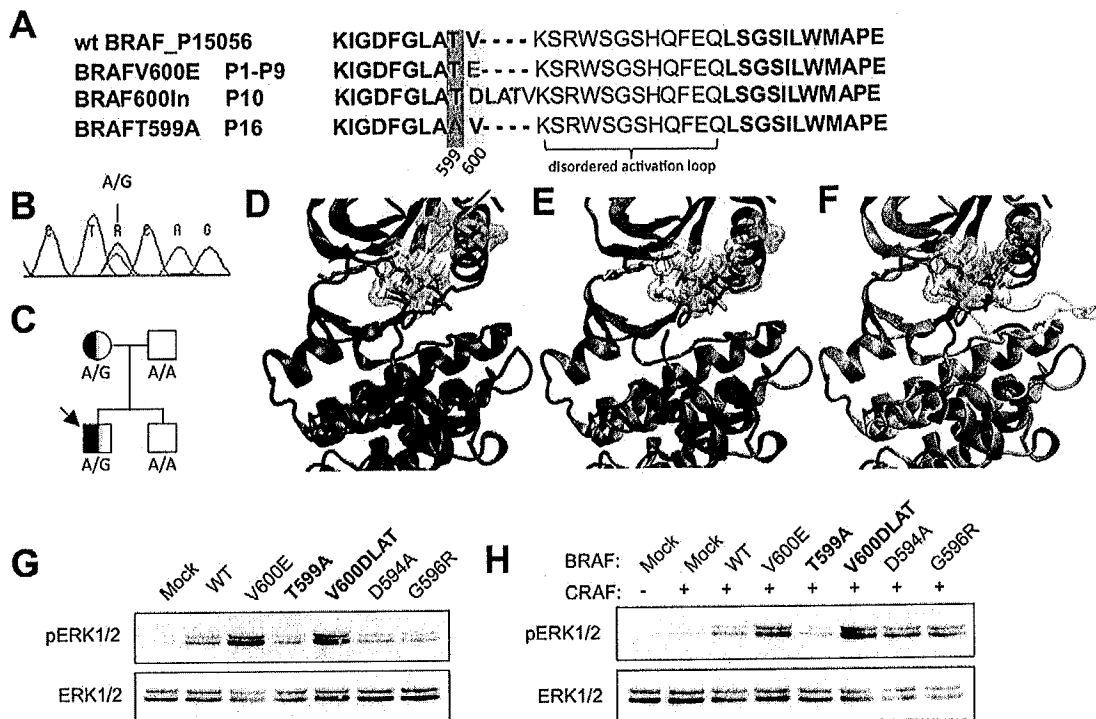 A
wt BRAF_P15056 KIGDFGLATV----KSRWSGSHQFEQLSGSILWMAPE
BRAFV600E P1-P9 KIGDFGLATE----KSRWSGSHQFEQLSGSILWMAPE
BRAF600In P10 KIGDFGLATDLATVKSRWSGSHQFEQLSGSILWMAPE
BRAFT599A P16 KIGDFGLAAV----KSRWSGSHQFEQLSGSILWMAPE
599 600
disordered activation loop
B
A/G
T R C A G
C
A/G A/A
A/G A/A
D E F
G
Mock WT V600E T599A V600DLAT D594A G596R
pERK1/2
ERK1/2
H
BRAF: Mock Mock WT V600E T599A V600DLAT D594A G596R
CRAF: - + + + + + + +
pERK1/2
ERK1/2